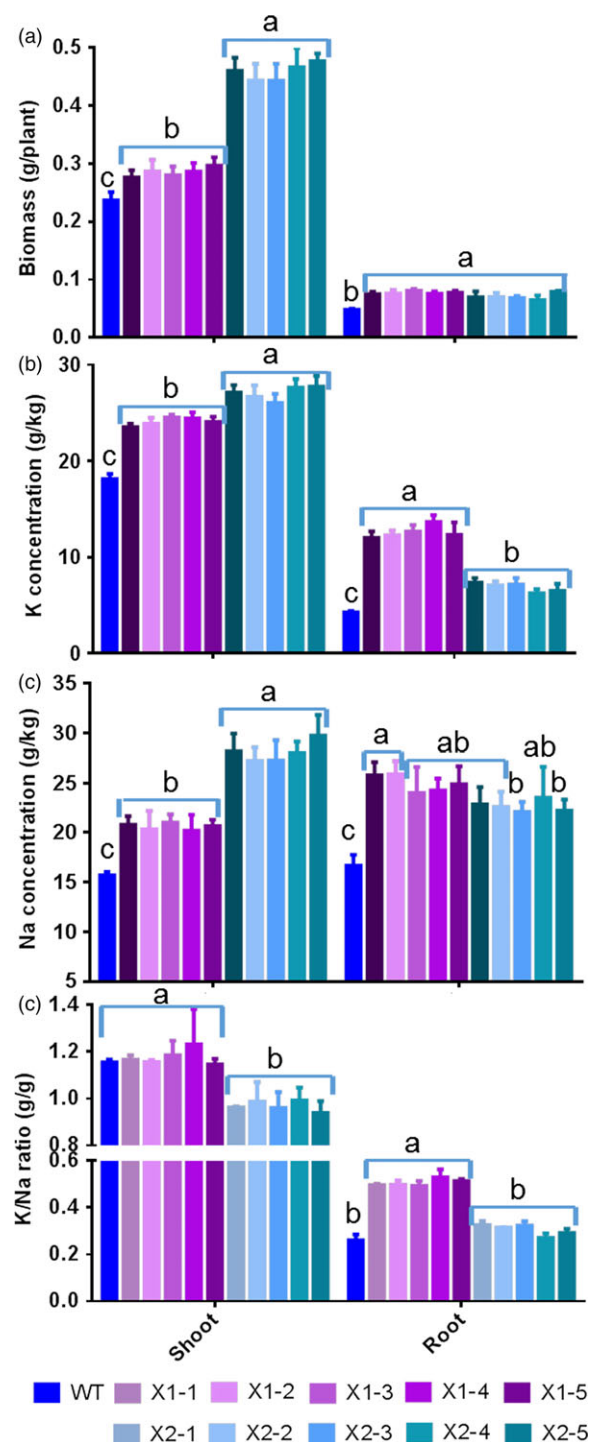 (a)
Biomass (g/plant)
0.5
0.4
0.3
0.2
0.1
0.0
c
b
a
b
a
(b)
K concentration (g/kg)
30
20
10
0
c
b
a
c
a
b
(c)
Na concentration (g/kg)
35
30
25
20
15
10
5
c
b
a
c
a
ab
b
ab
b
(c)
K/Na ratio (g/g)
1.4
1.2
1.0
0.8
0.6
0.4
0.2
0.0
a
b
b
a
b
Shoot
Root
WT X1-1 X1-2 X1-3 X1-4 X1-5
X2-1 X2-2 X2-3 X2-4 X2-5